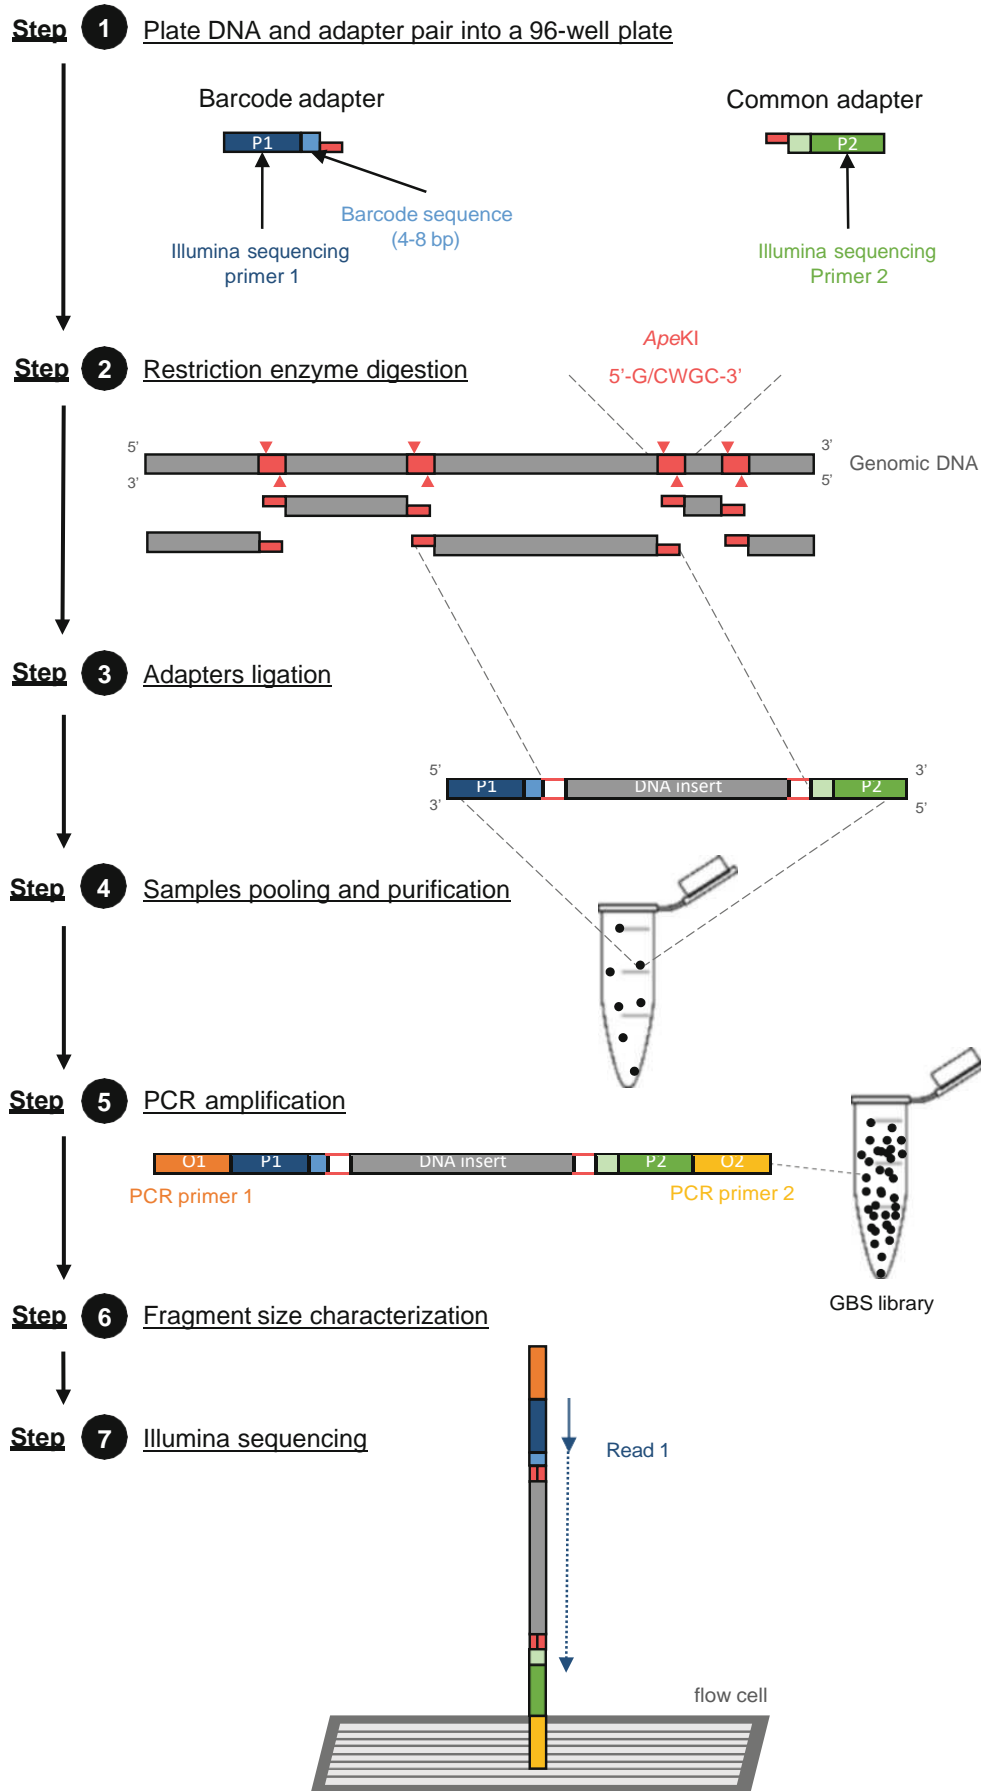 Step 1 Plate DNA and adapter pair into a 96-well plate
Barcode adapter
Common adapter
P1
P2
Barcode sequence
(4-8 bp)
Illumina sequencing
primer 1
Illumina sequencing
Primer 2
ApeKI
Step 2 Restriction enzyme digestion
5'-G/CWGC-3'
5' 3'
Genomic DNA
3' 5'
Step 3 Adapters ligation
5' 3'
P1 DNA insert P2
3' 5'
Step 4 Samples pooling and purification
Step 5 PCR amplification
O1 P1 DNA insert P2 O2
PCR primer 1 PCR primer 2
GBS library
Step 6 Fragment size characterization
Step 7 Illumina sequencing
Read 1
flow cell